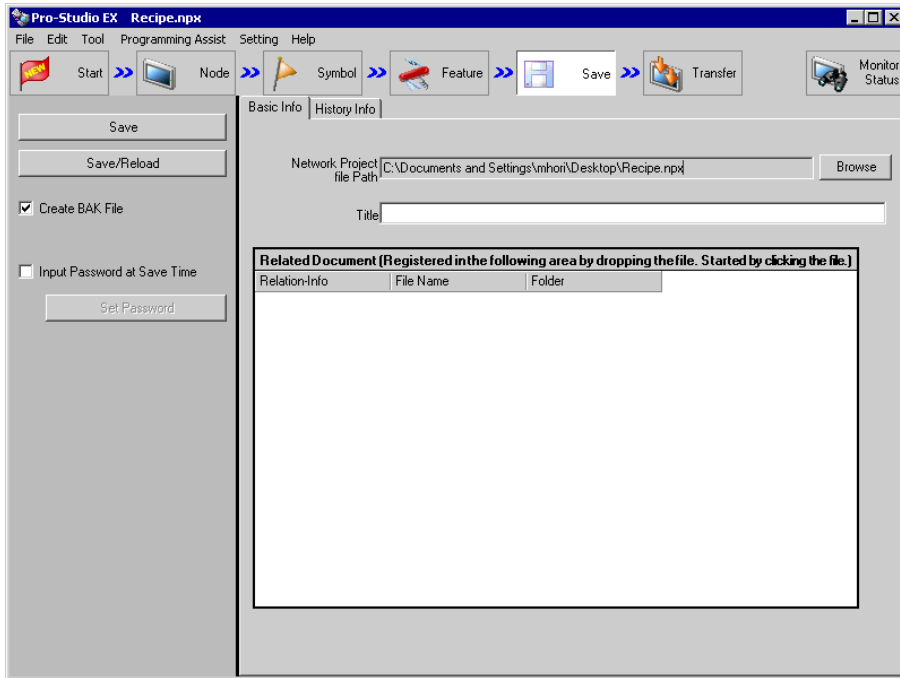 Pro-Studio EX Recipe.npx
File Edit Tool Programming Assist Setting Help
NEW Start Node Symbol Feature Save Transfer Monitor Status
Basic Info History Info
Save
Save/Reload
Create BAK File
Input Password at Save Time
Set Password
Network Project file Path C:\Documents and Settings\mhori\Desktop\Recipe.npx Browse
Title
Related Document (Registered in the following area by dropping the file. Started by clicking the file.)
Relation-Info File Name Folder